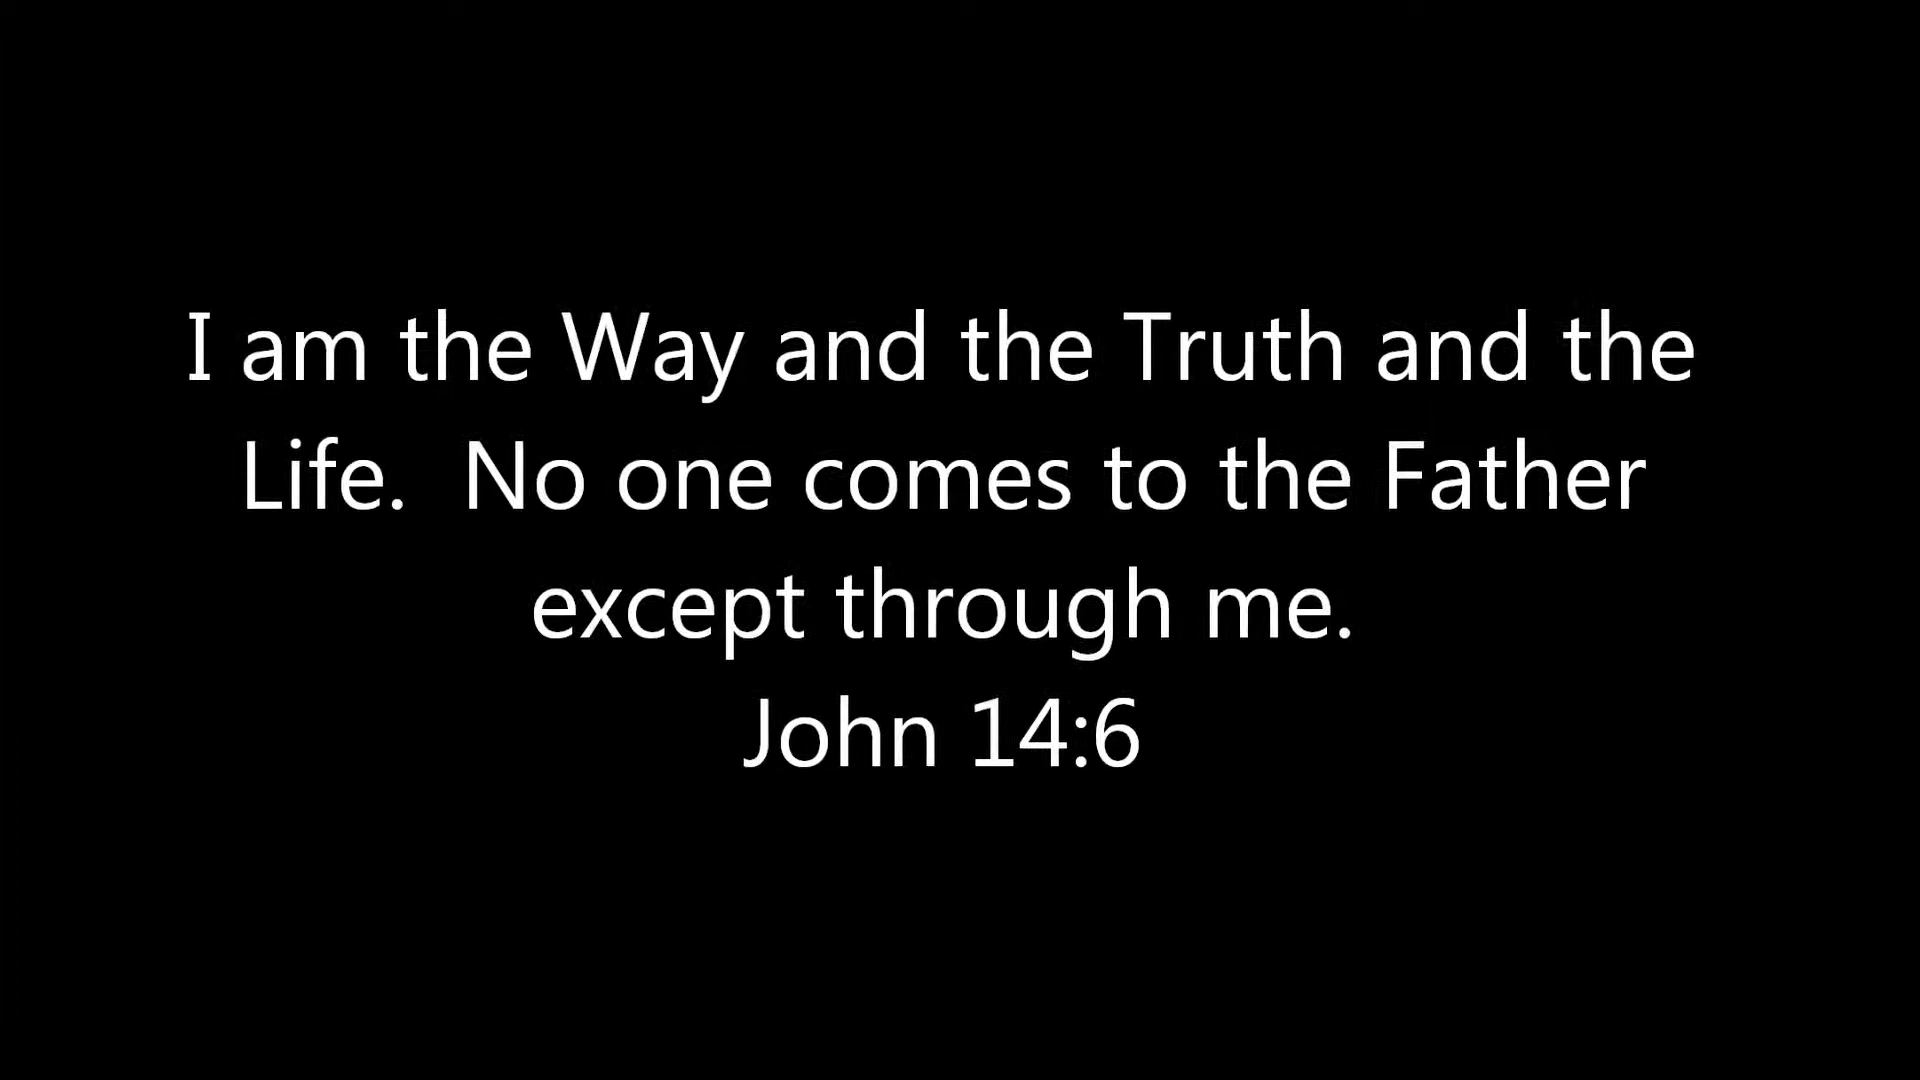 I am the Way and the Truth and the
Life.  No one comes to the Father
except through me.
John 14:6